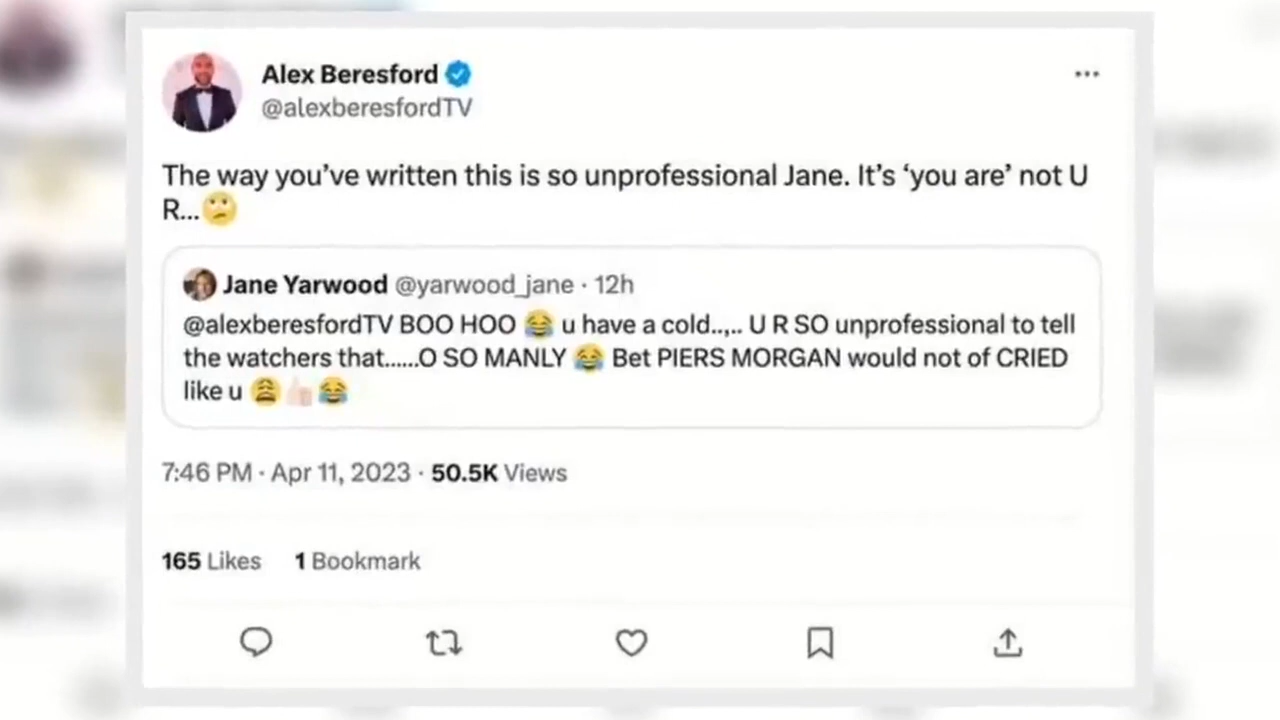 Alex Beresford
@alexberesfordTV
The way you’ve written this is so unprofessional Jane. It’s ‘you are’ not U
R...🫤
Jane Yarwood @yarwood_jane · 12h
@alexberesfordTV BOO HOO 😂 u have a cold..,.. U R SO unprofessional to tell
the watchers that......O SO MANLY 😂 Bet PIERS MORGAN would not of CRIED
like u 😩👍🏻😂
7:46 PM · Apr 11, 2023 · 50.5K Views
165 Likes 1 Bookmark